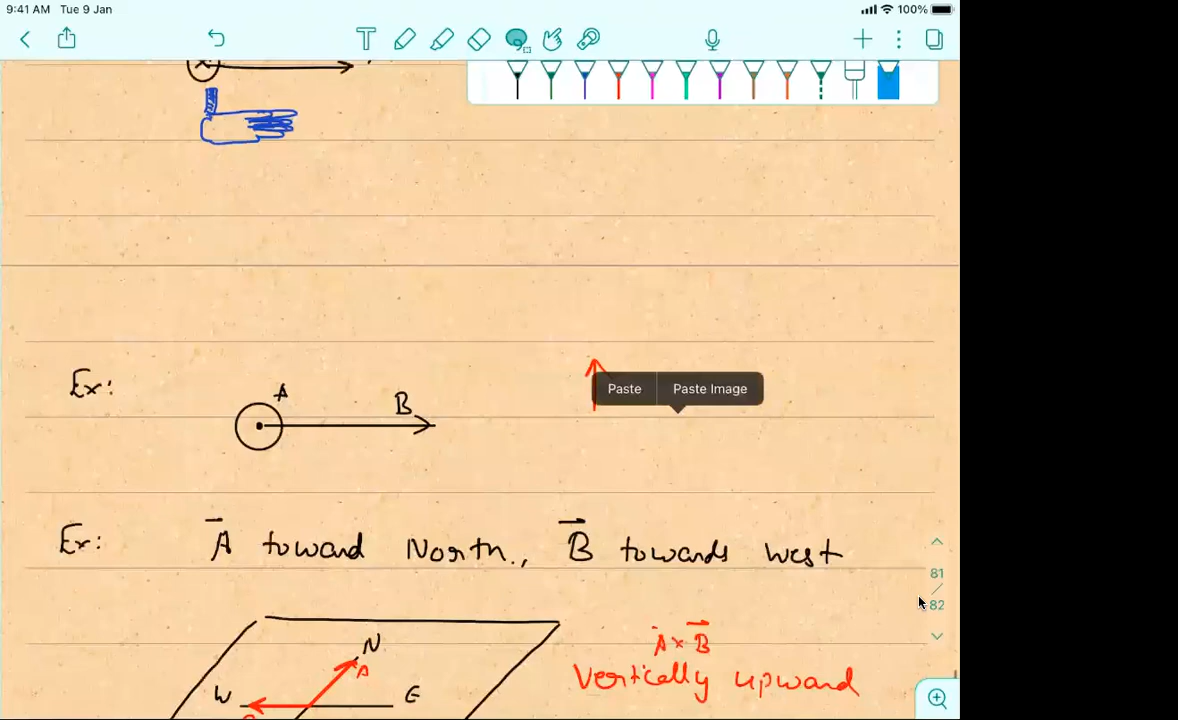 9:41 AM Tue 9 Jan
100%
T
Paste
Paste Image
Ex:
A
B
Ex:
A toward North., B towards west
81
/
82
N
A
W
E
A × B
Vertically upward